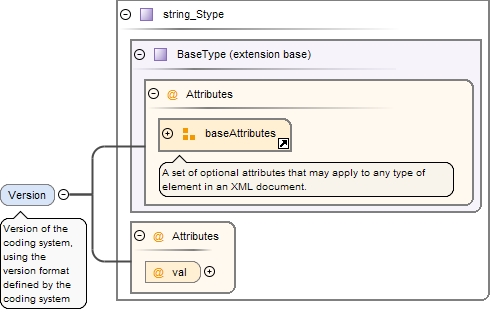 string_Stype
BaseType (extension base)
@ Attributes
baseAttributes
A set of optional attributes that may apply to any type of
element in an XML document.
Version
Version of the
coding system,
using the
version format
defined by the
coding system
@ Attributes
@ val